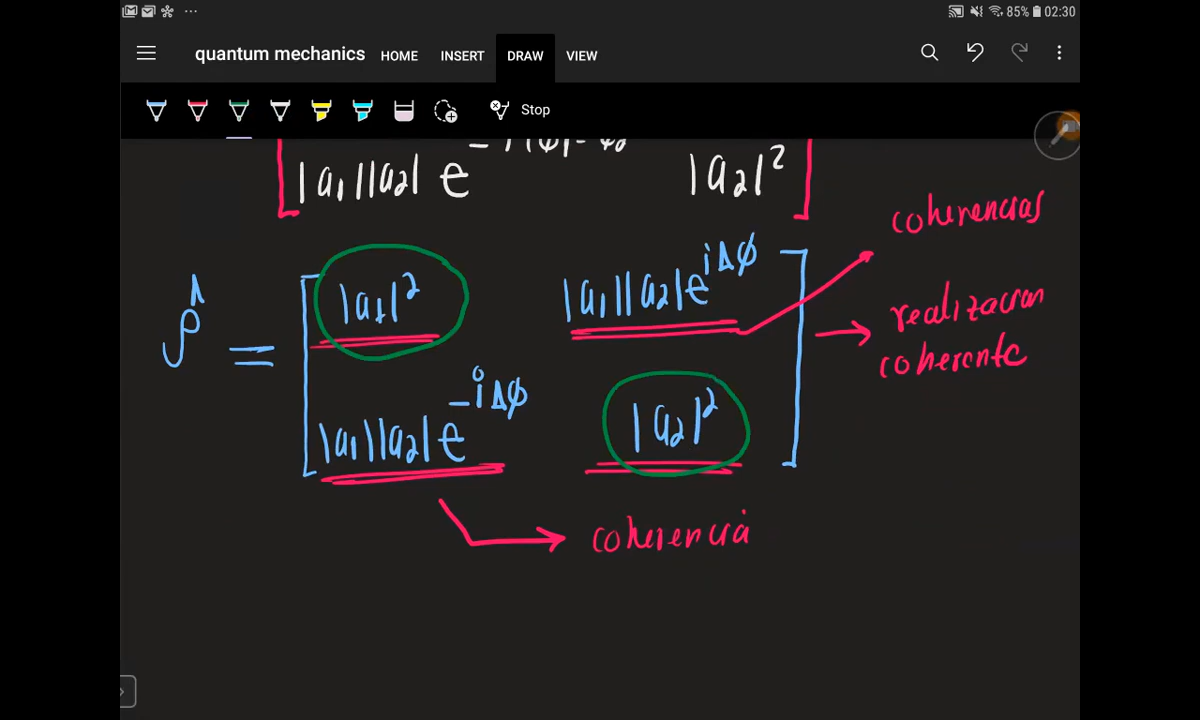 02:30
85%
quantum mechanics HOME INSERT DRAW VIEW
Stop
|a₁||a₂| e |a₂|²
coherencias
ρ̂ = [ |a₁|² |a₁||a₂|e^{iΔφ}
|a₁||a₂| e^{-iΔφ} |a₂|² ]
realizacion
coherente
coherencia